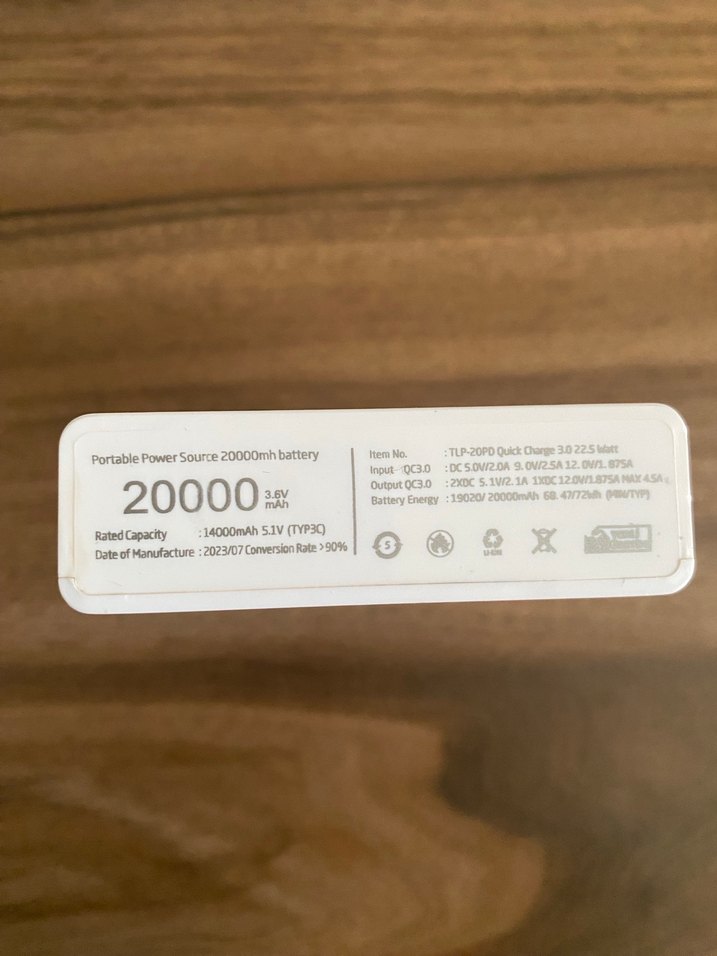 Portable Power Source 20000mh battery
20000 3.6V mAh
Rated Capacity : 14000mAh 5.1V (TYP3C)
Date of Manufacture : 2023/07 Conversion Rate >90%
Item No. : TLP-20PD Quick Charge 3.0 22.5 Watt
Input QC3.0 : DC 5.0V/2.0A 9.0V/2.5A 12.0V/1.875A
Output QC3.0 : 2XDC 5.1V/2.1A 1XDC 12.0V/1.875A MAX 4.5A
Battery Energy : 19020/20000mAh 68.47/72Wh (MIN/TYP)
5
Li-ION